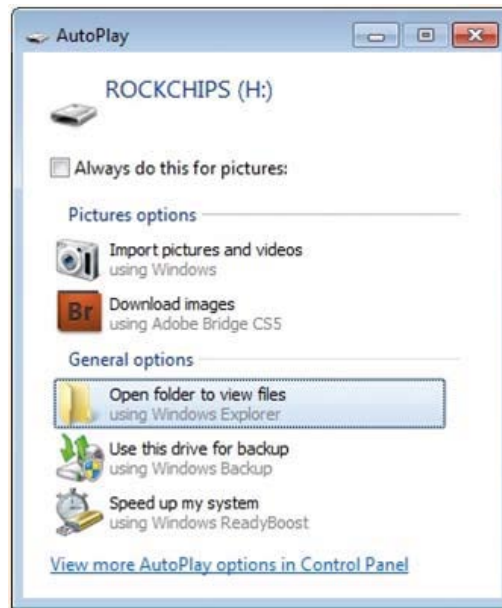 AutoPlay
ROCKCHIPS (H:)
Always do this for pictures:
Pictures options
Import pictures and videos
using Windows
Br
Download images
using Adobe Bridge CS5
General options
Open folder to view files
using Windows Explorer
Use this drive for backup
using Windows Backup
Speed up my system
using Windows ReadyBoost
View more AutoPlay options in Control Panel